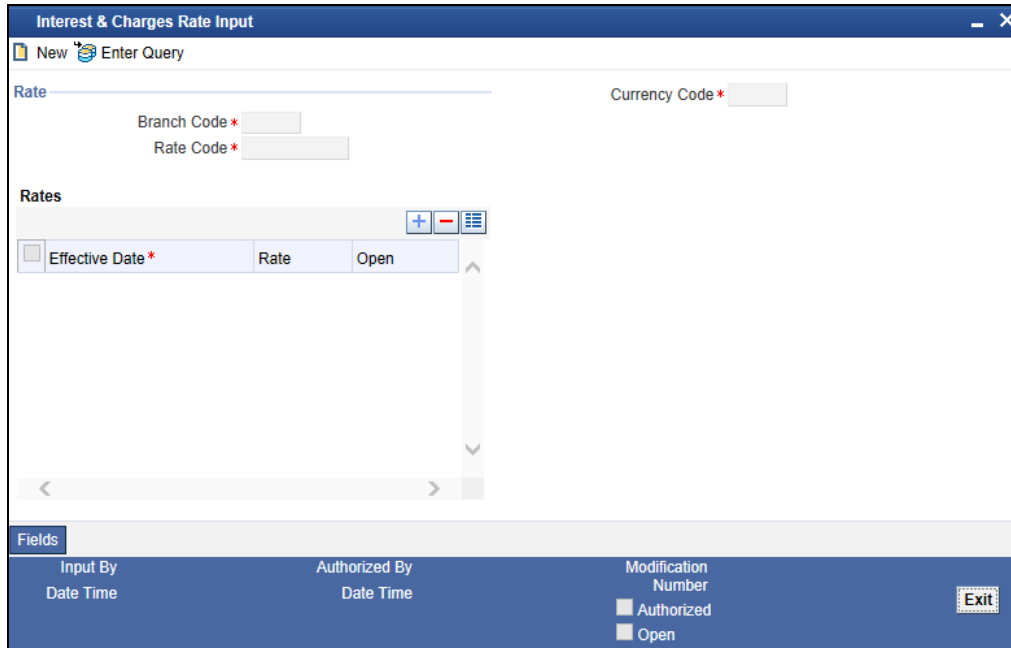 Interest & Charges Rate Input
New Enter Query
Rate
Currency Code *
Branch Code *
Rate Code *
Rates
Effective Date * Rate Open
Fields
Input By Authorized By Modification
Number
Date Time Date Time
Authorized
Open
Exit